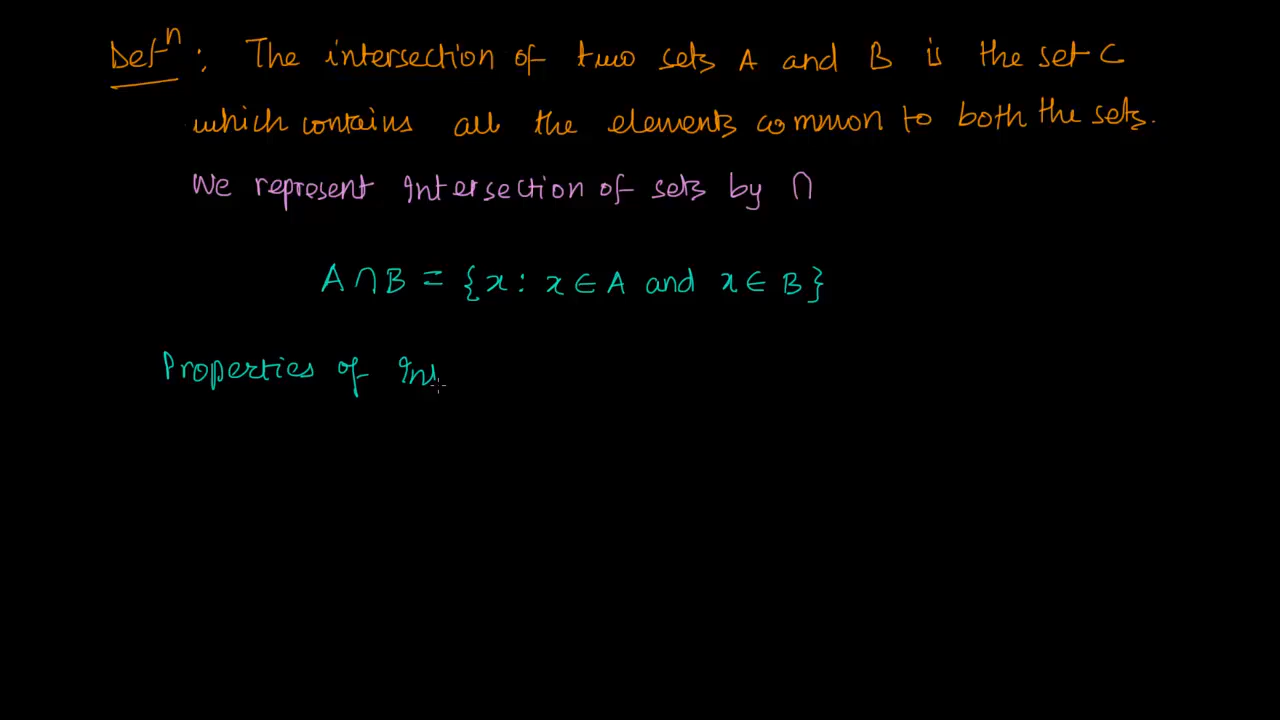 Defⁿ: The intersection of two sets A and B is the set C
which contains all the elements common to both the sets.
We represent Intersection of sets by ∩
A∩B = {x: x ∈ A and x ∈ B}
Properties of Ins